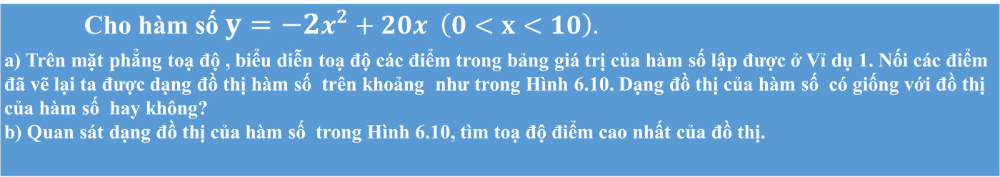 Cho hàm số y = −2x² + 20x (0 < x < 10).
a) Trên mặt phẳng toạ độ , biểu diễn toạ độ các điểm trong bảng giá trị của hàm số lập được ở Ví dụ 1. Nối các điểm
đã vẽ lại ta được dạng đồ thị hàm số trên khoảng như trong Hình 6.10. Dạng đồ thị của hàm số có giống với đồ thị
của hàm số hay không?
b) Quan sát dạng đồ thị của hàm số trong Hình 6.10, tìm toạ độ điểm cao nhất của đồ thị.